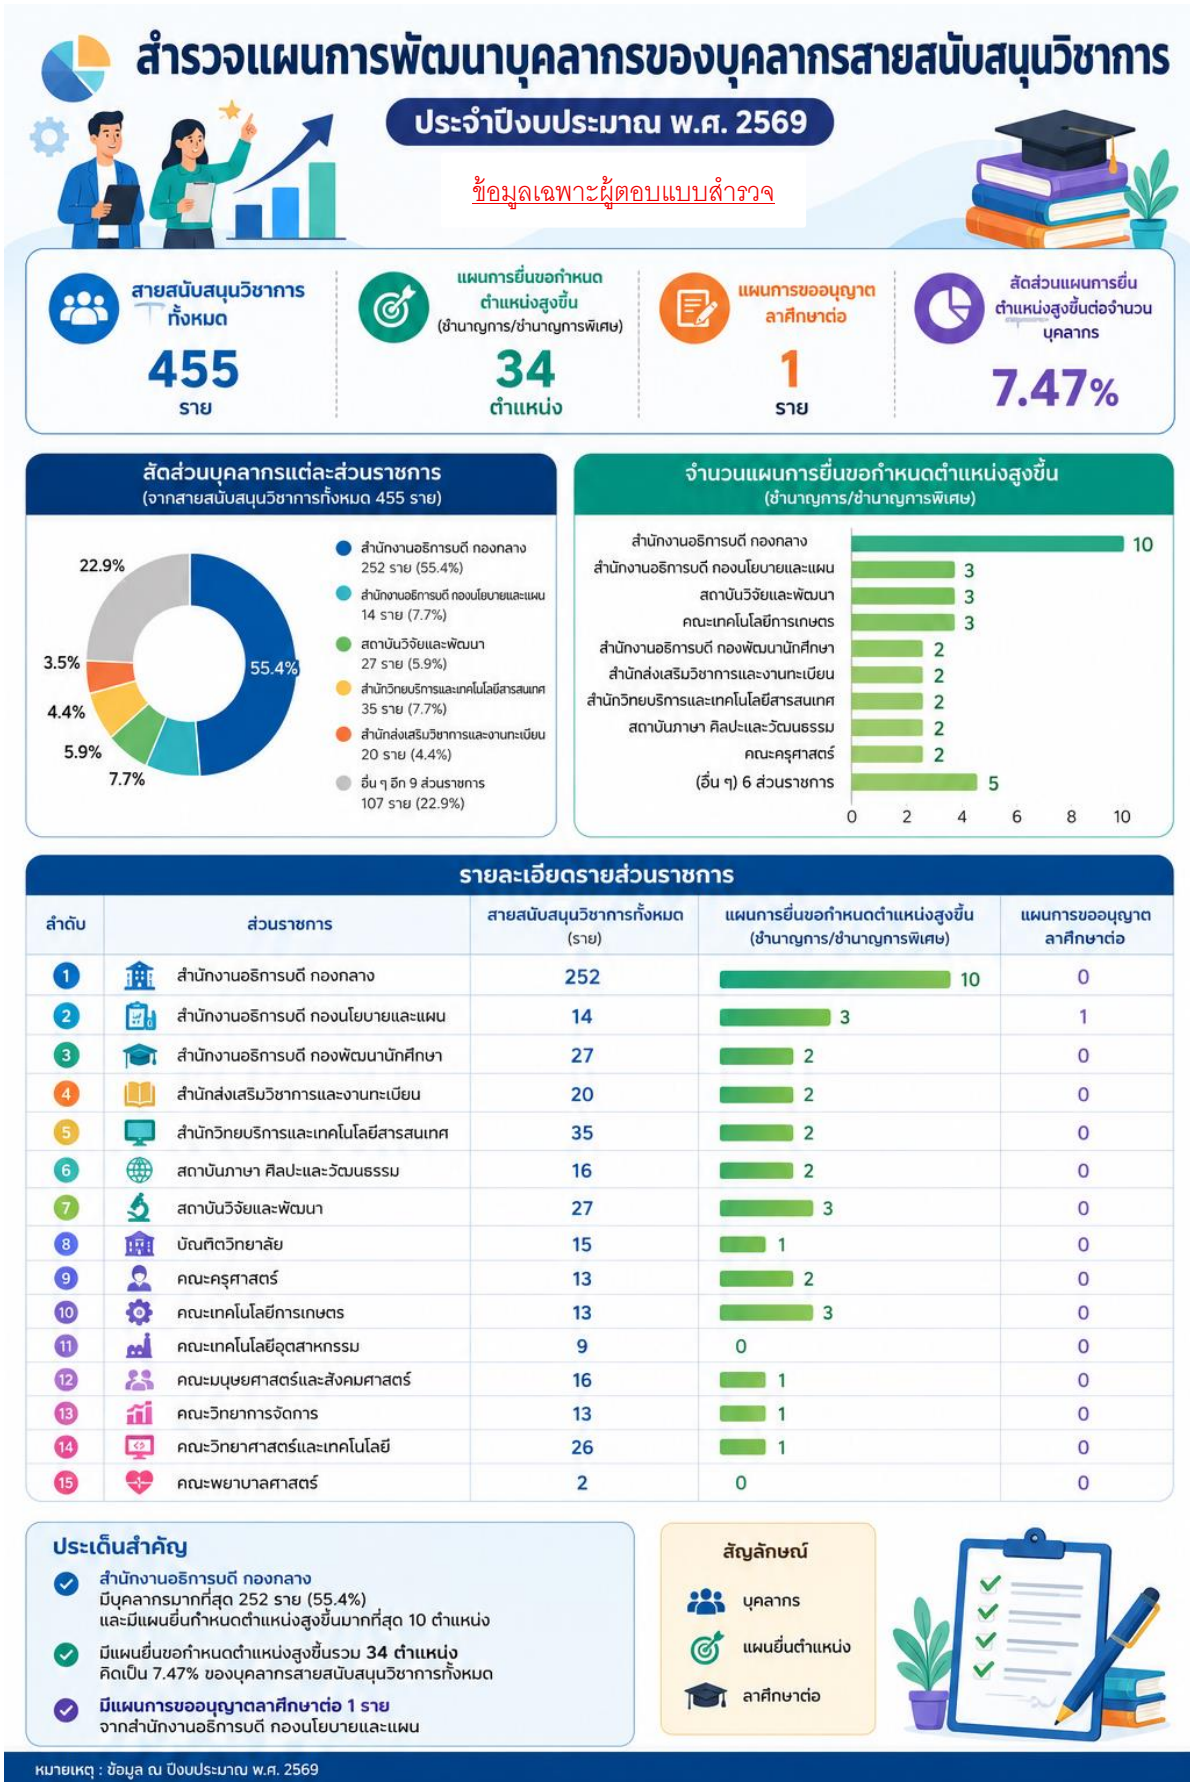 สำรวจแผนการพัฒนาบุคลากรของบุคลากรสายสนับสนุนวิชาการ
ประจำปีงบประมาณ พ.ศ. 2569
ข้อมูลเฉพาะผู้ตอบแบบสำรวจ
สายสนับสนุนวิชาการ
ทั้งหมด
455
ราย
แผนการยื่นขอกำหนด
ตำแหน่งสูงขึ้น
(ชำนาญการ/ชำนาญการพิเศษ)
34
ตำแหน่ง
แผนการขออนุญาต
ลาศึกษาต่อ
1
ราย
สัดส่วนแผนการยื่น
ตำแหน่งสูงขึ้นต่อจำนวน
บุคลากร
7.47%
สัดส่วนบุคลากรแต่ละส่วนราชการ
(จากสายสนับสนุนวิชาการทั้งหมด 455 ราย)
22.9%
3.5%
4.4%
5.9%
7.7%
55.4%
สำนักงานอธิการบดี กองกลาง
252 ราย (55.4%)
สำนักงานอธิการบดี กองนโยบายและแผน
14 ราย (7.7%)
สถาบันวิจัยและพัฒนา
27 ราย (5.9%)
สำนักวิทยบริการและเทคโนโลยีสารสนเทศ
35 ราย (7.7%)
สำนักส่งเสริมวิชาการและงานทะเบียน
20 ราย (4.4%)
อื่น ๆ อีก 9 ส่วนราชการ
107 ราย (22.9%)
จำนวนแผนการยื่นขอกำหนดตำแหน่งสูงขึ้น
(ชำนาญการ/ชำนาญการพิเศษ)
สำนักงานอธิการบดี กองกลาง 10
สำนักงานอธิการบดี กองนโยบายและแผน 3
สถาบันวิจัยและพัฒนา 3
คณะเทคโนโลยีการเกษตร 3
สำนักงานอธิการบดี กองพัฒนานักศึกษา 2
สำนักส่งเสริมวิชาการและงานทะเบียน 2
สำนักวิทยบริการและเทคโนโลยีสารสนเทศ 2
สถาบันภาษา ศิลปะและวัฒนธรรม 2
คณะครุศาสตร์ 2
(อื่น ๆ) 6 ส่วนราชการ 5
0 2 4 6 8 10
รายละเอียดรายส่วนราชการ
ลำดับ ส่วนราชการ สายสนับสนุนวิชาการทั้งหมด (ราย) แผนการยื่นขอกำหนดตำแหน่งสูงขึ้น (ชำนาญการ/ชำนาญการพิเศษ) แผนการขออนุญาต ลาศึกษาต่อ
1 สำนักงานอธิการบดี กองกลาง 252 10 0
2 สำนักงานอธิการบดี กองนโยบายและแผน 14 3 1
3 สำนักงานอธิการบดี กองพัฒนานักศึกษา 27 2 0
4 สำนักส่งเสริมวิชาการและงานทะเบียน 20 2 0
5 สำนักวิทยบริการและเทคโนโลยีสารสนเทศ 35 2 0
6 สถาบันภาษา ศิลปะและวัฒนธรรม 16 2 0
7 สถาบันวิจัยและพัฒนา 27 3 0
8 บัณฑิตวิทยาลัย 15 1 0
9 คณะครุศาสตร์ 13 2 0
10 คณะเทคโนโลยีการเกษตร 13 3 0
11 คณะเทคโนโลยีอุตสาหกรรม 9 0 0
12 คณะมนุษยศาสตร์และสังคมศาสตร์ 16 1 0
13 คณะวิทยาการจัดการ 13 1 0
14 คณะวิทยาศาสตร์และเทคโนโลยี 26 1 0
15 คณะพยาบาลศาสตร์ 2 0 0
ประเด็นสำคัญ
สำนักงานอธิการบดี กองกลาง
มีบุคลากรมากที่สุด 252 ราย (55.4%)
และมีแผนยื่นกำหนดตำแหน่งสูงขึ้นมากที่สุด 10 ตำแหน่ง
มีแผนยื่นขอกำหนดตำแหน่งสูงขึ้นรวม 34 ตำแหน่ง
คิดเป็น 7.47% ของบุคลากรสายสนับสนุนวิชาการทั้งหมด
มีแผนการขออนุญาตลาศึกษาต่อ 1 ราย
จากสำนักงานอธิการบดี กองนโยบายและแผน
สัญลักษณ์
บุคลากร
แผนยื่นตำแหน่ง
ลาศึกษาต่อ
หมายเหตุ : ข้อมูล ณ ปีงบประมาณ พ.ศ. 2569